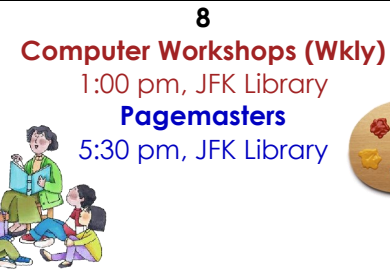 8
Computer Workshops (Wkly)
1:00 pm, JFK Library
Pagemasters
5:30 pm, JFK Library